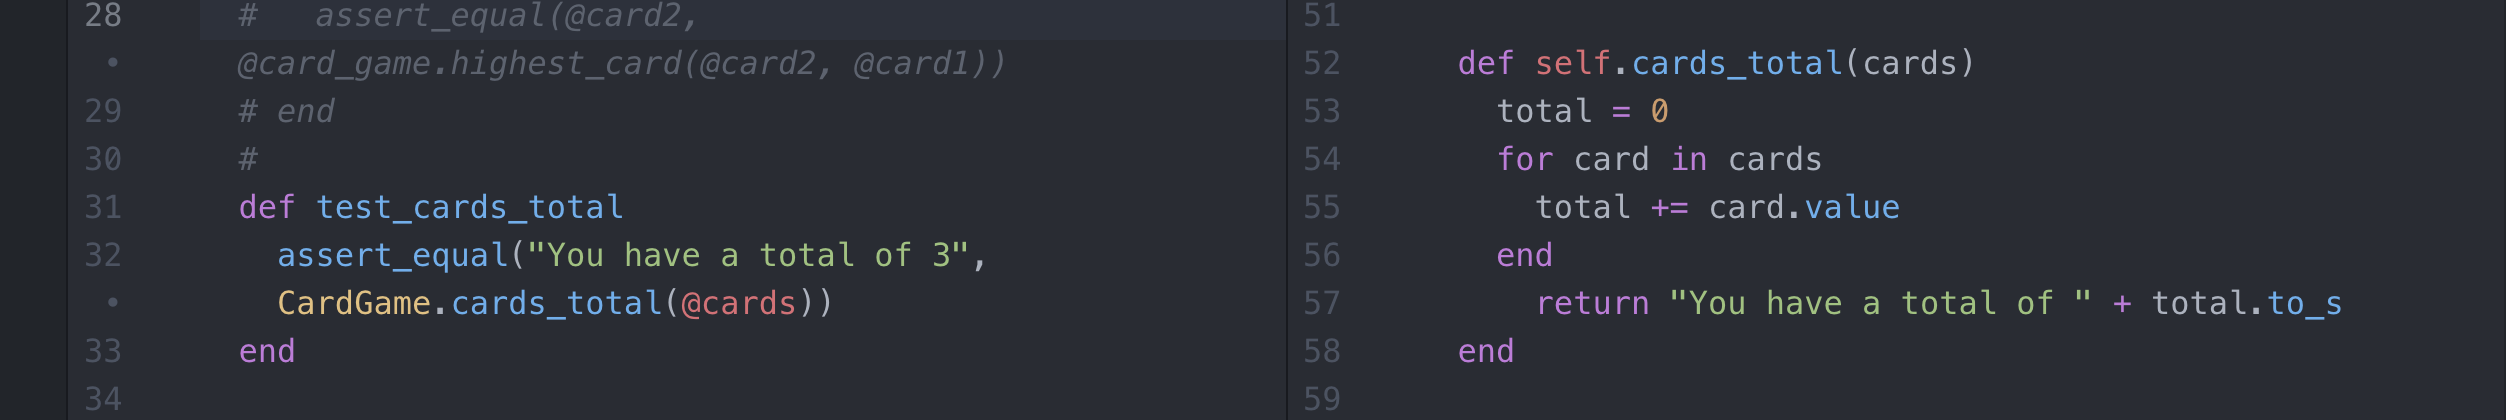 28 #   assert_equal(@card2,
• @card_game.highest_card(@card2, @card1))
29 # end
30 #
31 def test_cards_total
32   assert_equal("You have a total of 3",
•   CardGame.cards_total(@cards))
33 end
34
51
52 def self.cards_total(cards)
53   total = 0
54   for card in cards
55     total += card.value
56   end
57     return "You have a total of " + total.to_s
58 end
59